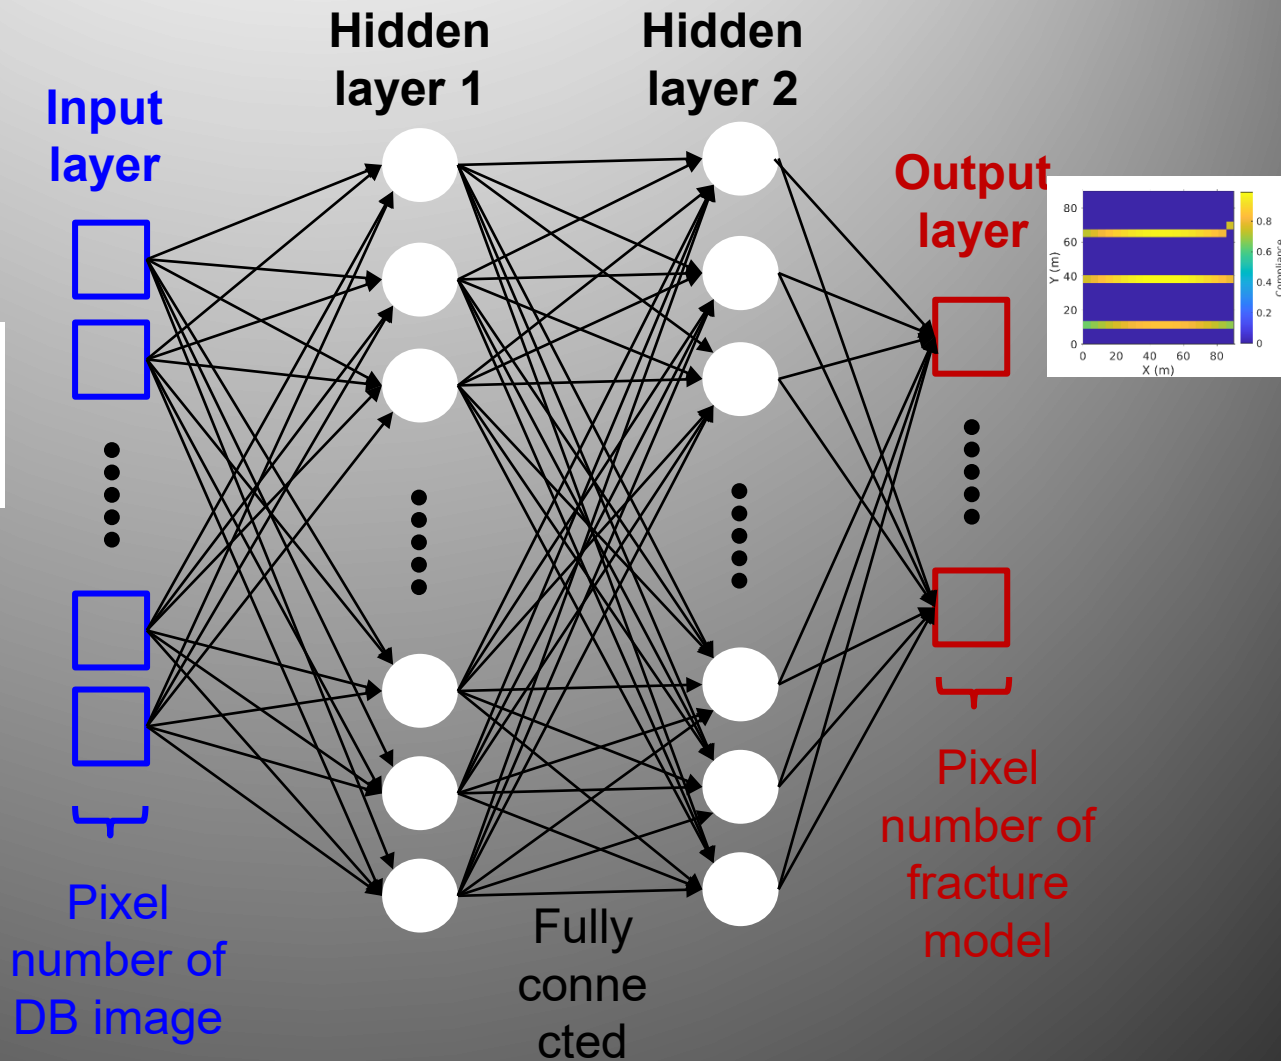 Hidden
layer 1
Hidden
layer 2
Input
layer
Output
layer
80
60
40
20
0
Y (m)
0
20
40
60
80
X (m)
0.8
0.6
0.4
0.2
0
Compliance
Pixel
number of
DB image
Fully
conne
cted
Pixel
number of
fracture
model